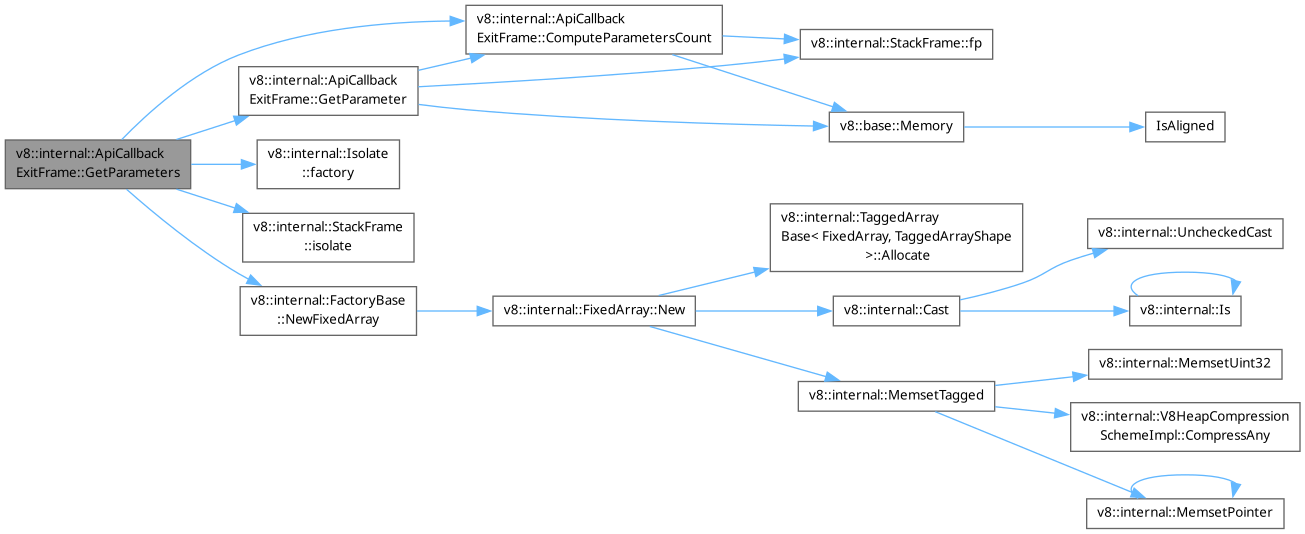 v8::internal::ApiCallback
ExitFrame::GetParameters
v8::internal::ApiCallback
ExitFrame::ComputeParametersCount
v8::internal::StackFrame::fp
v8::internal::ApiCallback
ExitFrame::GetParameter
v8::base::Memory
IsAligned
v8::internal::Isolate
::factory
v8::internal::StackFrame
::isolate
v8::internal::FactoryBase
::NewFixedArray
v8::internal::FixedArray::New
v8::internal::TaggedArray
Base< FixedArray, TaggedArrayShape
>::Allocate
v8::internal::Cast
v8::internal::UncheckedCast
v8::internal::Is
v8::internal::MemsetTagged
v8::internal::MemsetUint32
v8::internal::V8HeapCompression
SchemeImpl::CompressAny
v8::internal::MemsetPointer